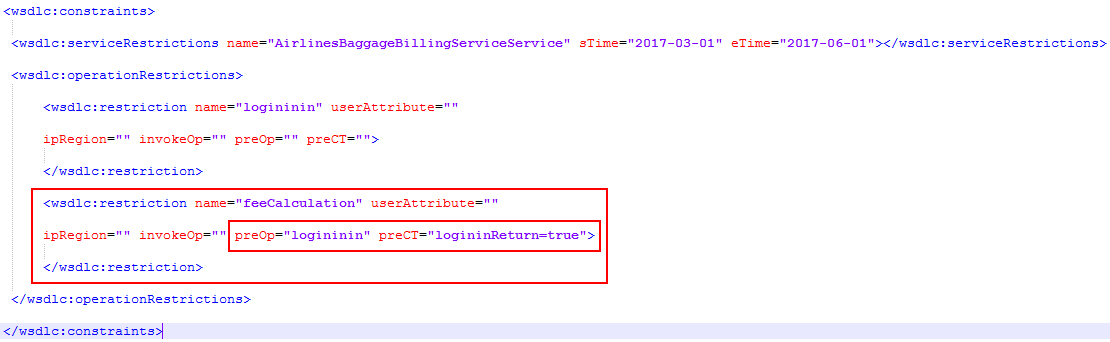 <wsdlc:constraints>
<wsdlc:serviceRestrictions name="AirlinesBaggageBillingServiceService" sTime="2017-03-01" eTime="2017-06-01"></wsdlc:serviceRestrictions>
<wsdlc:operationRestrictions>
<wsdlc:restriction name="logininin" userAttribute=""
ipRegion="" invokeOp="" preOp="" preCT="">
</wsdlc:restriction>
<wsdlc:restriction name="feeCalculation" userAttribute=""
ipRegion="" invokeOp="" preOp="logininin" preCT="logininReturn=true">
</wsdlc:restriction>
</wsdlc:operationRestrictions>
</wsdlc:constraints>